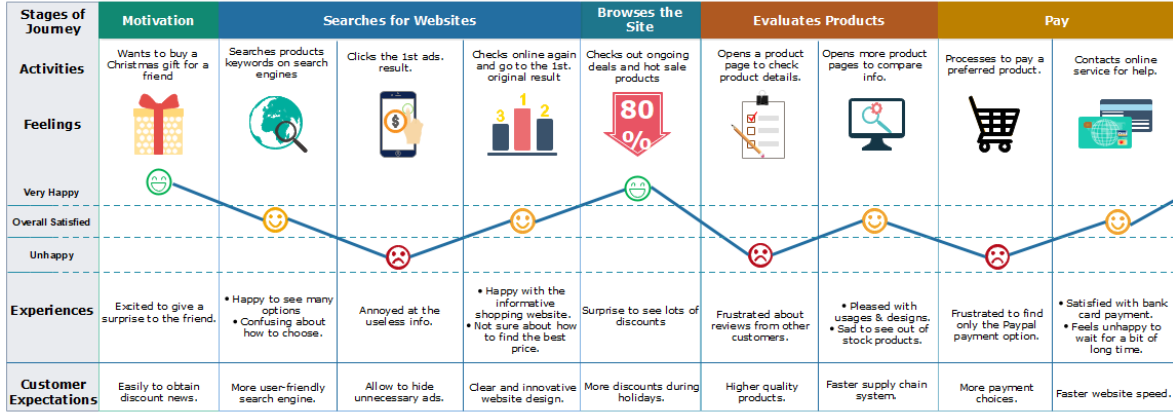 Stages of
Journey
Motivation
Searches for Websites
Browses the
Site
Evaluates Products
Pay
Activities
Wants to buy a
Christmas gift for a
friend
Searches products
keywords on search
engines
Clicks the 1st ads.
result.
Checks online again
and go to the 1st.
original result
Checks out ongoing
deals and hot sale
products
Opens a product
page to check
product details.
Opens more product
pages to compare
info.
Processes to pay a
preferred product.
Contacts online
service for help.
Feelings
$
3 1 2
80
%
Very Happy
Overall Satisfied
Unhappy
Experiences
Excited to give a
surprise to the friend.
• Happy to see many
options
• Confusing about
how to choose.
Annoyed at the
useless info.
• Happy with the
informative
shopping website.
• Not sure about how
to find the best
price.
Surprise to see lots of
discounts
Frustrated about
reviews from other
customers.
• Pleased with
usages & designs.
• Sad to see out of
stock products.
Frustrated to find
only the Paypal
payment option.
• Satisfied with bank
card payment.
• Feels unhappy to
wait for a bit of
long time.
Customer
Expectations
Easily to obtain
discount news.
More user-friendly
search engine.
Allow to hide
unnecessary ads.
Clear and innovative
website design.
More discounts during
holidays.
Higher quality
products.
Faster supply chain
system.
More payment
choices.
Faster website speed.